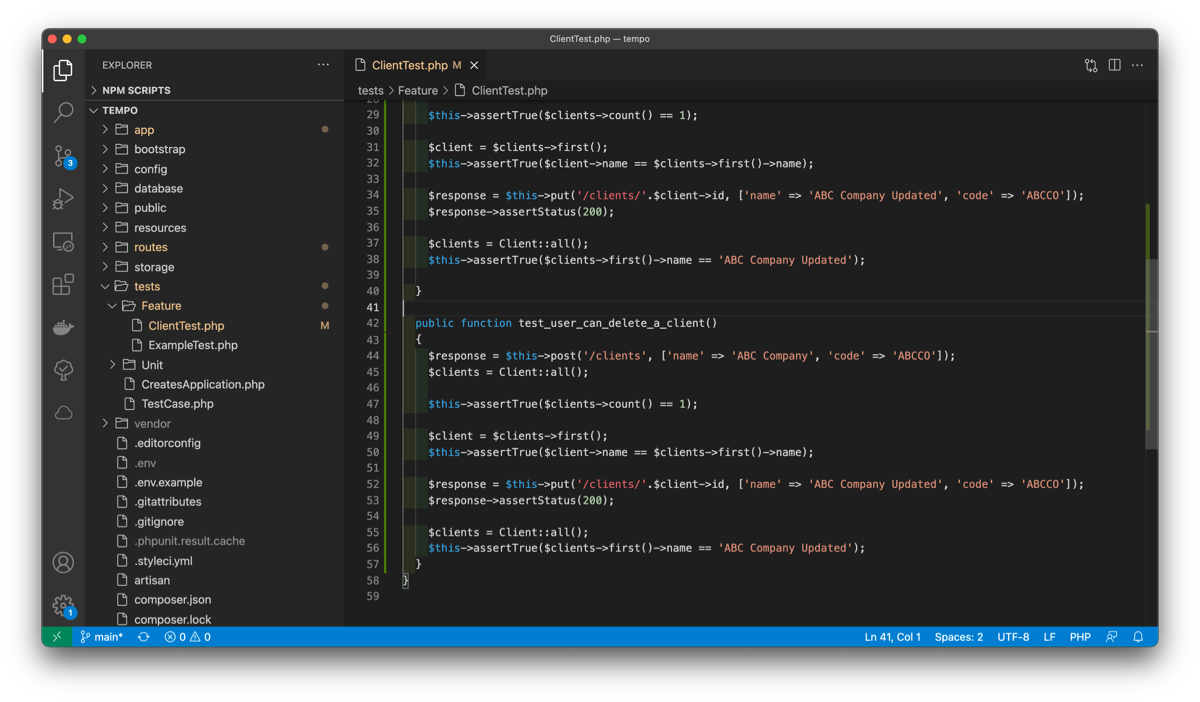 ClientTest.php — tempo
EXPLORER
NPM SCRIPTS
TEMPO
app
bootstrap
config
database
public
resources
routes
storage
tests
Feature
ClientTest.php M
ExampleTest.php
Unit
CreatesApplication.php
TestCase.php
vendor
.editorconfig
.env
.env.example
.gitattributes
.gitignore
.phpunit.result.cache
.styleci.yml
artisan
composer.json
composer.lock
3
1
ClientTest.php M
tests > Feature > ClientTest.php
28
29 $this->assertTrue($clients->count() == 1);
30
31 $client = $clients->first();
32 $this->assertTrue($client->name == $clients->first()->name);
33
34 $response = $this->put('/clients/'.$client->id, ['name' => 'ABC Company Updated', 'code' => 'ABCCO']);
35 $response->assertStatus(200);
36
37 $clients = Client::all();
38 $this->assertTrue($clients->first()->name == 'ABC Company Updated');
39
40 }
41
42 public function test_user_can_delete_a_client()
43 {
44 $response = $this->post('/clients', ['name' => 'ABC Company', 'code' => 'ABCCO']);
45 $clients = Client::all();
46
47 $this->assertTrue($clients->count() == 1);
48
49 $client = $clients->first();
50 $this->assertTrue($client->name == $clients->first()->name);
51
52 $response = $this->put('/clients/'.$client->id, ['name' => 'ABC Company Updated', 'code' => 'ABCCO']);
53 $response->assertStatus(200);
54
55 $clients = Client::all();
56 $this->assertTrue($clients->first()->name == 'ABC Company Updated');
57 }
58 }
59
main* 0 0 Ln 41, Col 1 Spaces: 2 UTF-8 LF PHP